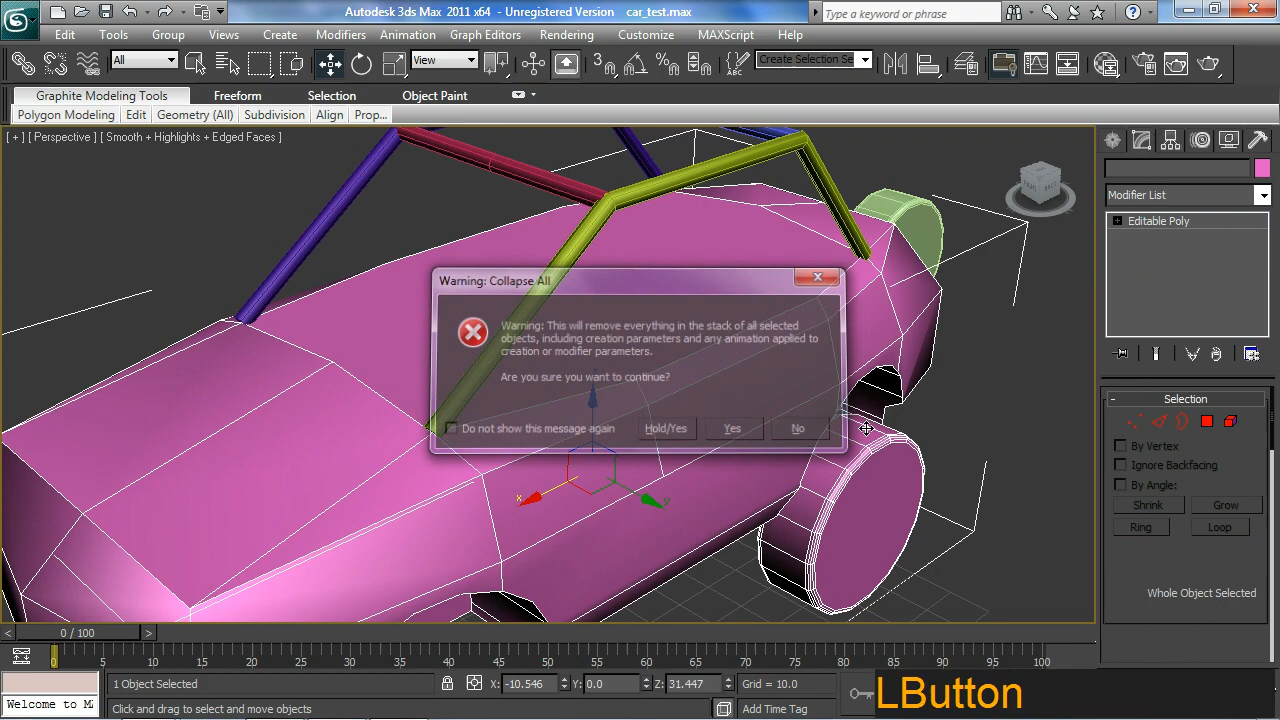 Autodesk 3ds Max 2011 x64 - Unregistered Version car_test.max
Type a keyword or phrase
Edit Tools Group Views Create Modifiers Animation Graph Editors Rendering Customize MAXScript Help
All View Create Selection Se
Graphite Modeling Tools Freeform Selection Object Paint
Polygon Modeling Edit Geometry (All) Subdivision Align Prop...
[ + ] [ Perspective ] [ Smooth + Highlights + Edged Faces ]
Modifier List
Editable Poly
Warning: Collapse All
Warning: This will remove everything in the stack of all selected
objects, including creation parameters and any animation applied to
creation or modifier parameters.
Are you sure you want to continue?
Do not show this message again Hold/Yes Yes No
x y
Selection
By Vertex
Ignore Backfacing
By Angle:
Shrink Grow
Ring Loop
Whole Object Selected
< 0 / 100 >
0 5 10 15 20 25 30 35 40 45 50 55 60 65 70 75 80 85 90 95 100
1 Object Selected X: -10.546 Y: 0.0 Z: 31.447 Grid = 10.0
Welcome to MA Click and drag to select and move objects Add Time Tag
LButton